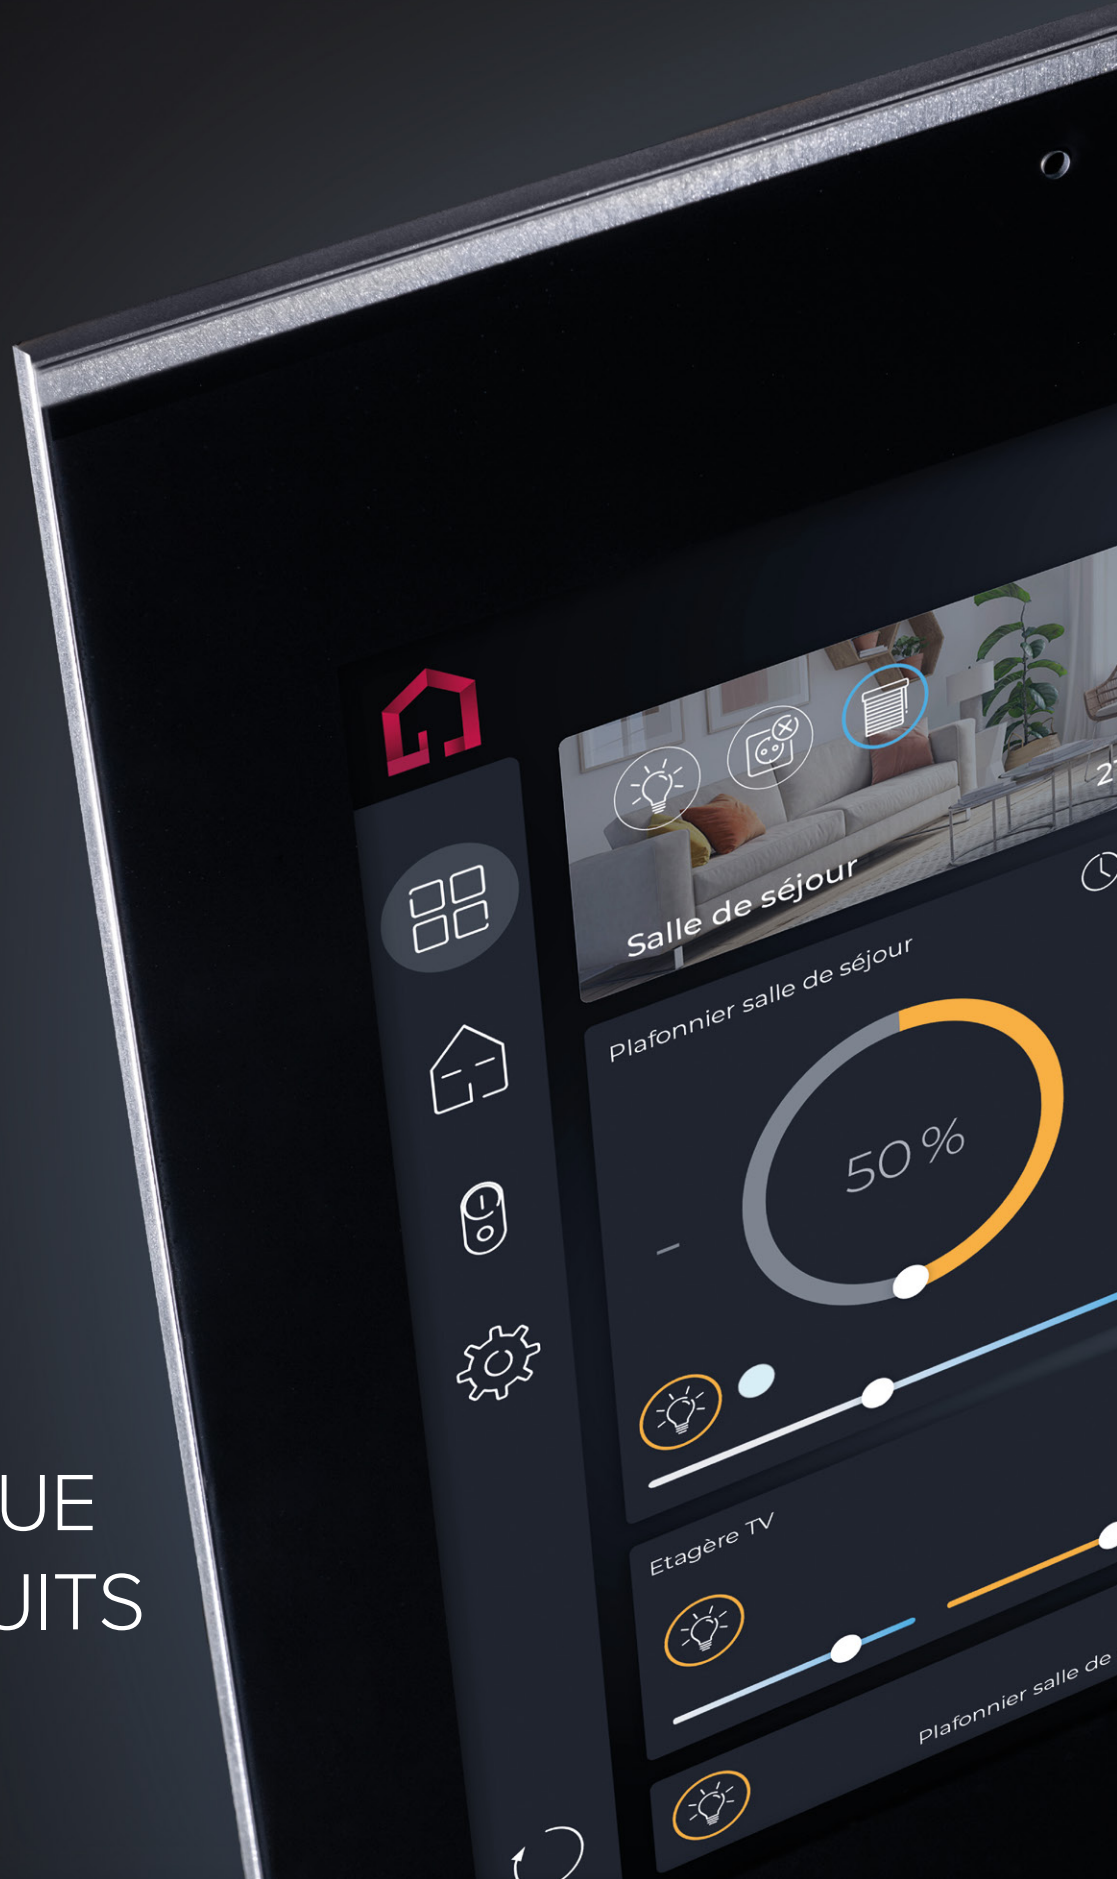 Salle de séjour
Plafonnier salle de séjour
50 %
UE
UITS
Etagère TV
Plafonnier salle de